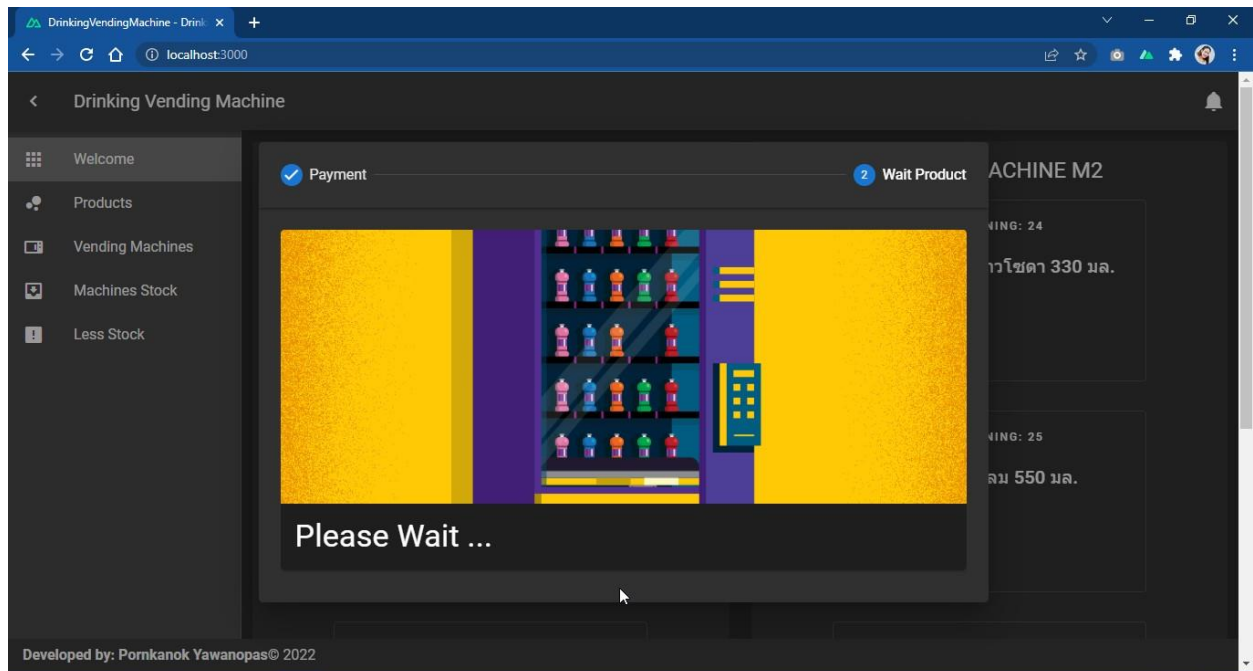 DrinkingVendingMachine - Drink
localhost:3000
Drinking Vending Machine
Welcome
Products
Vending Machines
Machines Stock
Less Stock
Payment
2 Wait Product
Please Wait ...
ACHINE M2
NING: 24
วโซดา 330 มล.
NING: 25
ลม 550 มล.
Developed by: Pornkanok Yawanopas© 2022